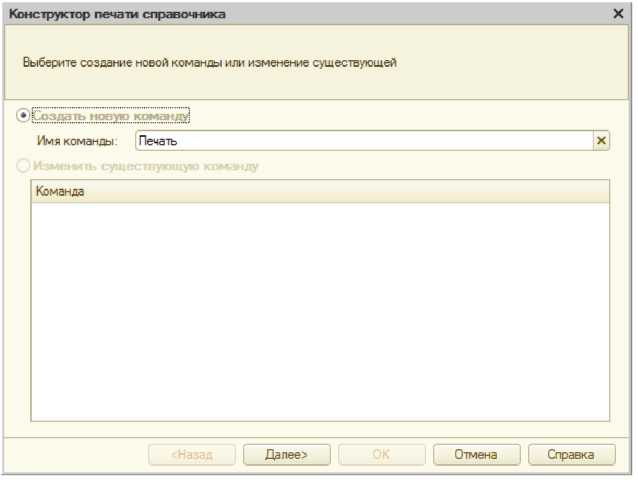 Конструктор печати справочника
Выберите создание новой команды или изменение существующей
Создать новую команду
Имя команды: Печать
Изменить существующую команду
Команда
<Назад Далее> ОК Отмена Справка